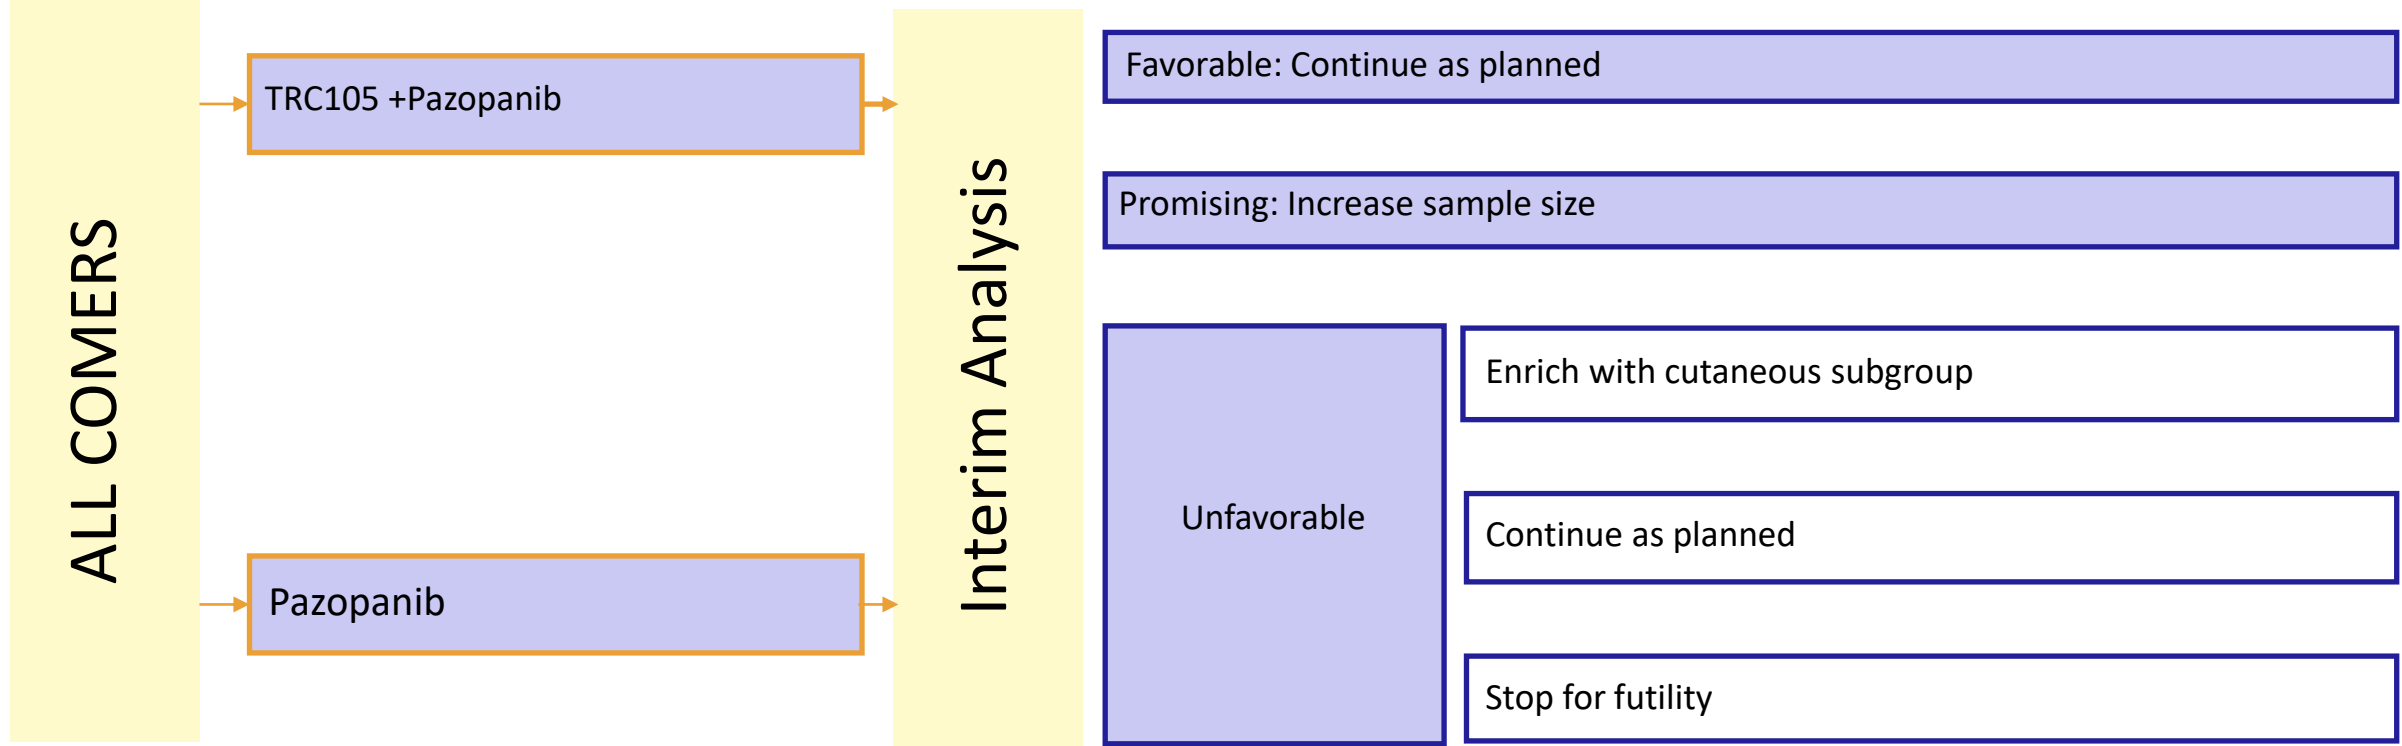 ALL COMERS
TRC105 +Pazopanib
Pazopanib
Interim Analysis
Favorable: Continue as planned
Promising: Increase sample size
Unfavorable
Enrich with cutaneous subgroup
Continue as planned
Stop for futility